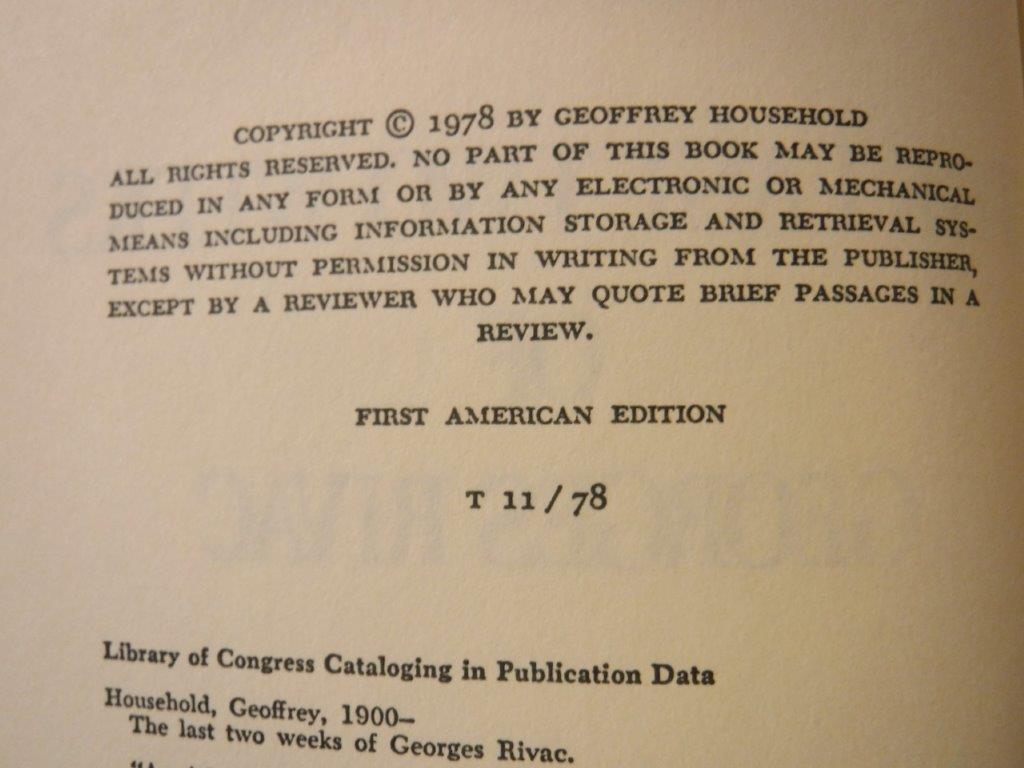 COPYRIGHT © 1978 BY GEOFFREY HOUSEHOLD
ALL RIGHTS RESERVED. NO PART OF THIS BOOK MAY BE REPRO-
DUCED IN ANY FORM OR BY ANY ELECTRONIC OR MECHANICAL
MEANS INCLUDING INFORMATION STORAGE AND RETRIEVAL SYS-
TEMS WITHOUT PERMISSION IN WRITING FROM THE PUBLISHER,
EXCEPT BY A REVIEWER WHO MAY QUOTE BRIEF PASSAGES IN A
REVIEW.
FIRST AMERICAN EDITION
T 11/78
Library of Congress Cataloging in Publication Data
Household, Geoffrey, 1900–
The last two weeks of Georges Rivac.